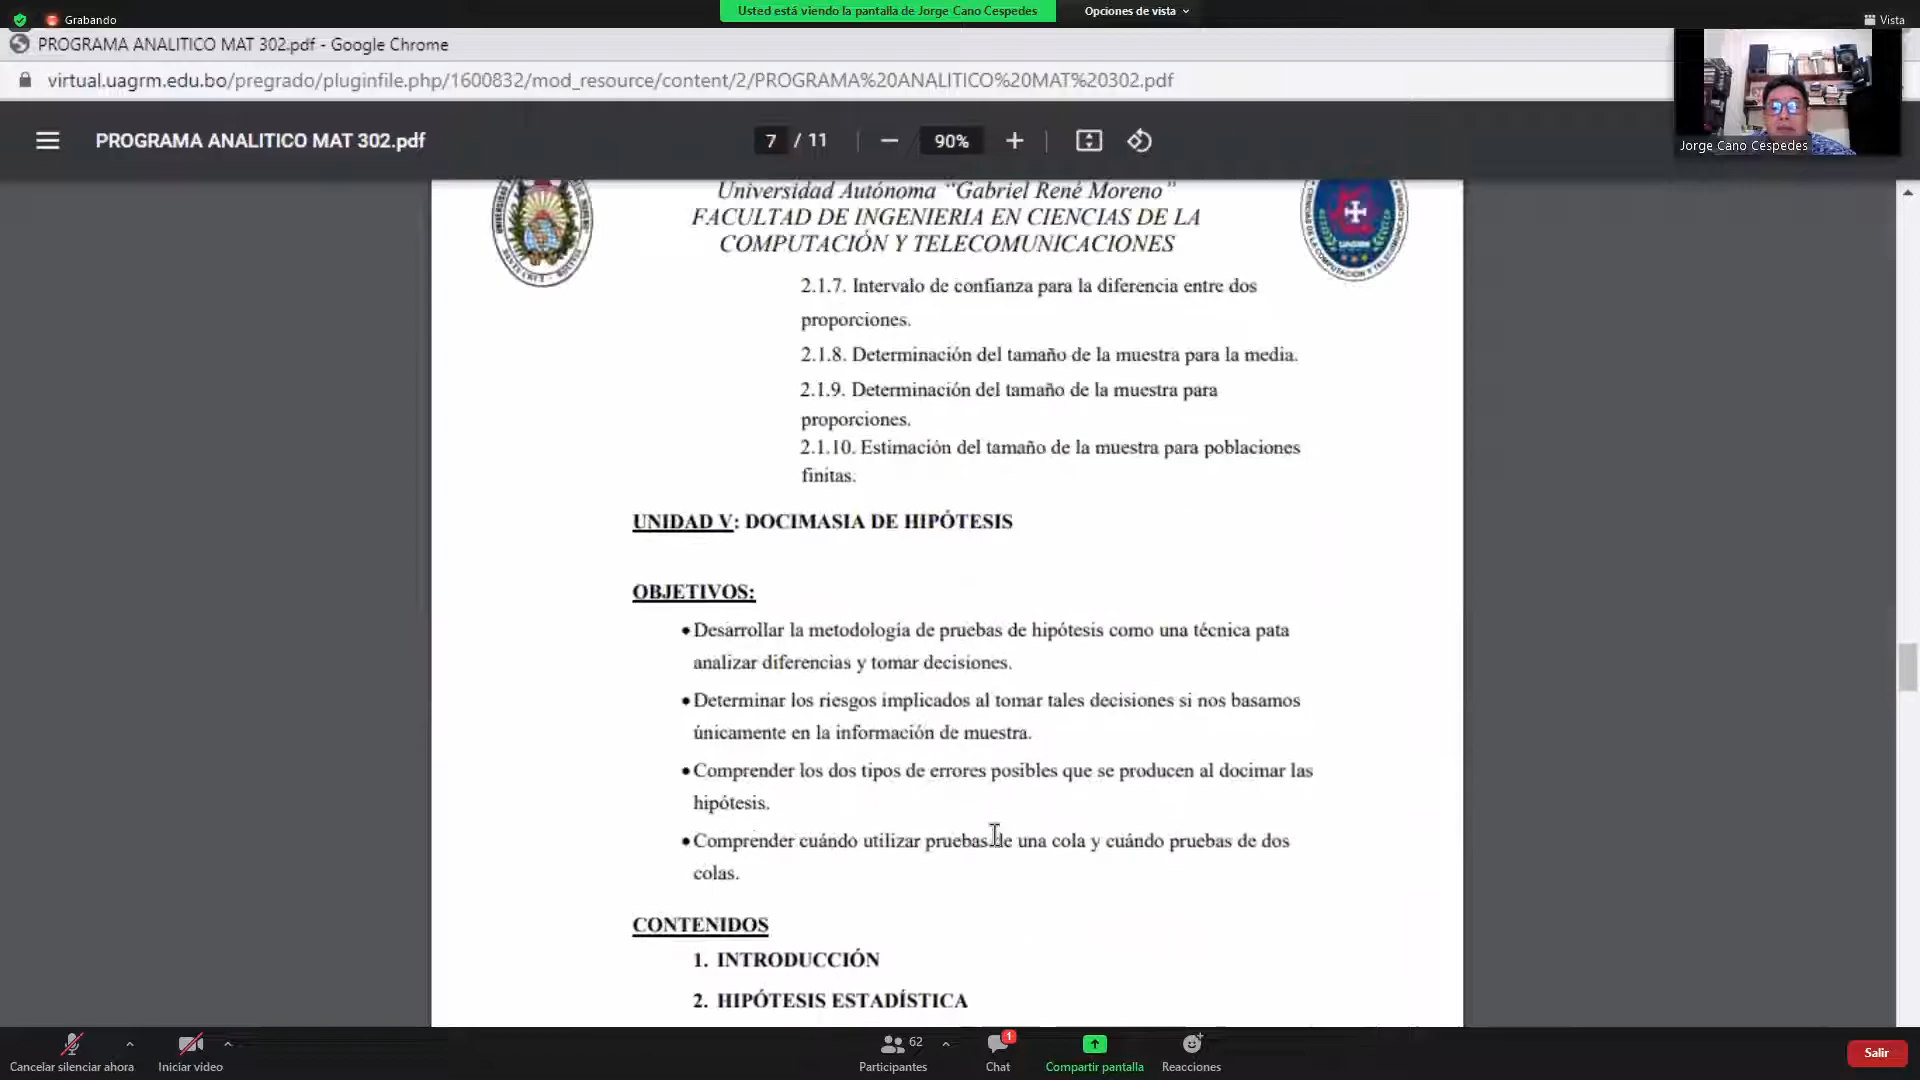 Grabando
Usted está viendo la pantalla de Jorge Cano Cespedes
Opciones de vista
Vista
PROGRAMA ANALITICO MAT 302.pdf - Google Chrome
virtual.uagrm.edu.bo/pregrado/pluginfile.php/1600832/mod_resource/content/2/PROGRAMA%20ANALITICO%20MAT%20302.pdf
PROGRAMA ANALITICO MAT 302.pdf
7 / 11
90%
Jorge Cano Cespedes
Universidad Autónoma "Gabriel René Moreno"
FACULTAD DE INGENIERIA EN CIENCIAS DE LA
COMPUTACIÓN Y TELECOMUNICACIONES
UAGRM
2.1.7. Intervalo de confianza para la diferencia entre dos
proporciones.
2.1.8. Determinación del tamaño de la muestra para la media.
2.1.9. Determinación del tamaño de la muestra para
proporciones.
2.1.10. Estimación del tamaño de la muestra para poblaciones
finitas.
UNIDAD V: DOCIMASIA DE HIPÓTESIS
OBJETIVOS:
• Desarrollar la metodología de pruebas de hipótesis como una técnica pata
analizar diferencias y tomar decisiones.
• Determinar los riesgos implicados al tomar tales decisiones si nos basamos
únicamente en la información de muestra.
• Comprender los dos tipos de errores posibles que se producen al docimar las
hipótesis.
• Comprender cuándo utilizar pruebas de una cola y cuándo pruebas de dos
colas.
CONTENIDOS
1. INTRODUCCIÓN
2. HIPÓTESIS ESTADÍSTICA
Cancelar silenciar ahora
Iniciar video
62
Participantes
1
Chat
Compartir pantalla
Reacciones
Salir